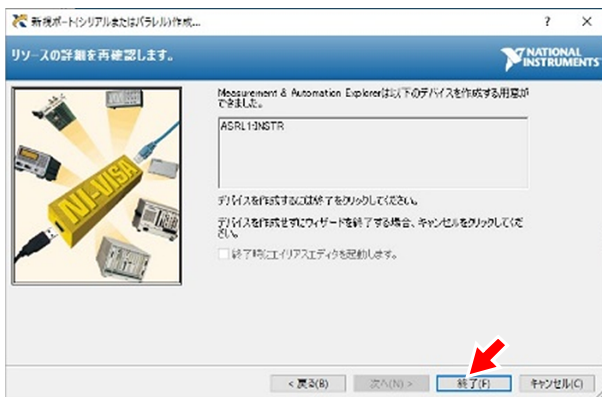 新規ポート(シリアルまたはパラレル)作成...
? ×
リソースの詳細を再確認します。
NATIONAL
INSTRUMENTS
Measurement & Automation Explorerは以下のデバイスを作成する用意が
できました。
ASRL1::INSTR
デバイスを作成するには終了をクリックしてください。
デバイスを作成せずにウィザードを終了する場合、キャンセルをクリックしてくだ
さい。
終了時にエイリアスエディタを起動します。
NI-VISA
< 戻る(B) 次へ(N) > 終了(F) キャンセル(C)